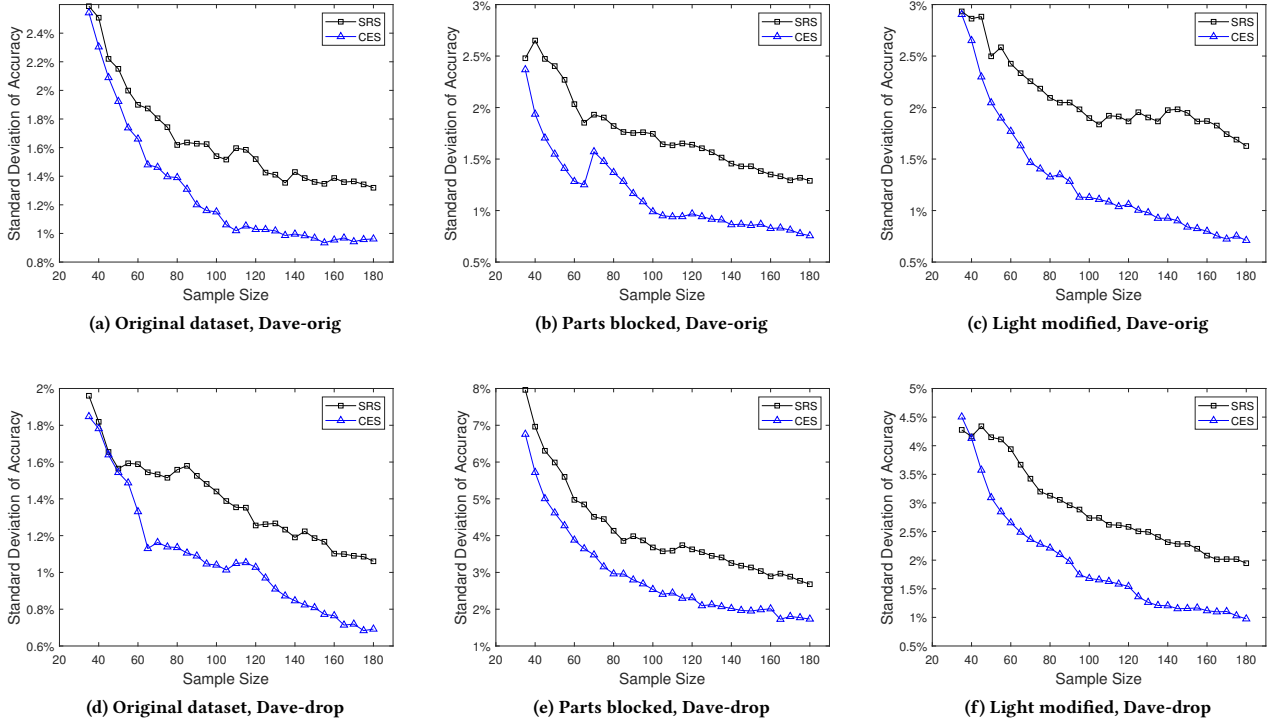 Standard Deviation of Accuracy
2.4%
2.2%
2%
1.8%
1.6%
1.4%
1.2%
1%
0.8%
20 40 60 80 100 120 140 160 180
Sample Size
SRS
CES
(a) Original dataset, Dave-orig
Standard Deviation of Accuracy
3%
2.5%
2%
1.5%
1%
0.5%
20 40 60 80 100 120 140 160 180
Sample Size
SRS
CES
(b) Parts blocked, Dave-orig
Standard Deviation of Accuracy
3%
2.5%
2%
1.5%
1%
0.5%
20 40 60 80 100 120 140 160 180
Sample Size
SRS
CES
(c) Light modified, Dave-orig
Standard Deviation of Accuracy
2%
1.8%
1.6%
1.4%
1.2%
1%
0.8%
0.6%
20 40 60 80 100 120 140 160 180
Sample Size
SRS
CES
(d) Original dataset, Dave-drop
Standard Deviation of Accuracy
8%
7%
6%
5%
4%
3%
2%
1%
20 40 60 80 100 120 140 160 180
Sample Size
SRS
CES
(e) Parts blocked, Dave-drop
Standard Deviation of Accuracy
5%
4.5%
4%
3.5%
3%
2.5%
2%
1.5%
1%
0.5%
20 40 60 80 100 120 140 160 180
Sample Size
SRS
CES
(f) Light modified, Dave-drop